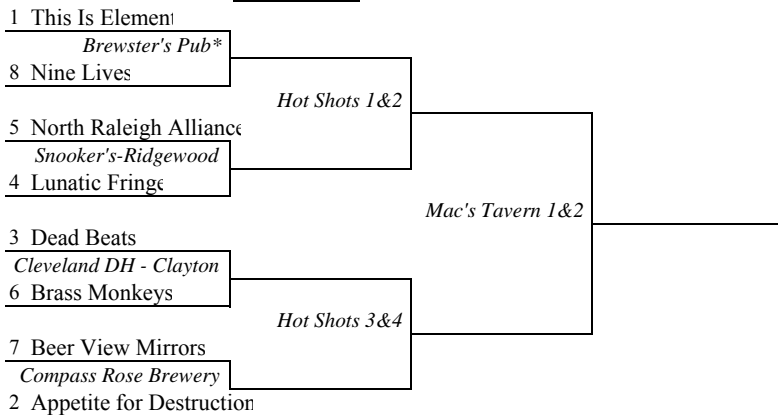 1 This Is Element
Brewster's Pub*
8 Nine Lives
Hot Shots 1&2
5 North Raleigh Alliance
Snooker's-Ridgewood
4 Lunatic Fringe
Mac's Tavern 1&2
3 Dead Beats
Cleveland DH - Clayton
6 Brass Monkeys
Hot Shots 3&4
7 Beer View Mirrors
Compass Rose Brewery
2 Appetite for Destruction